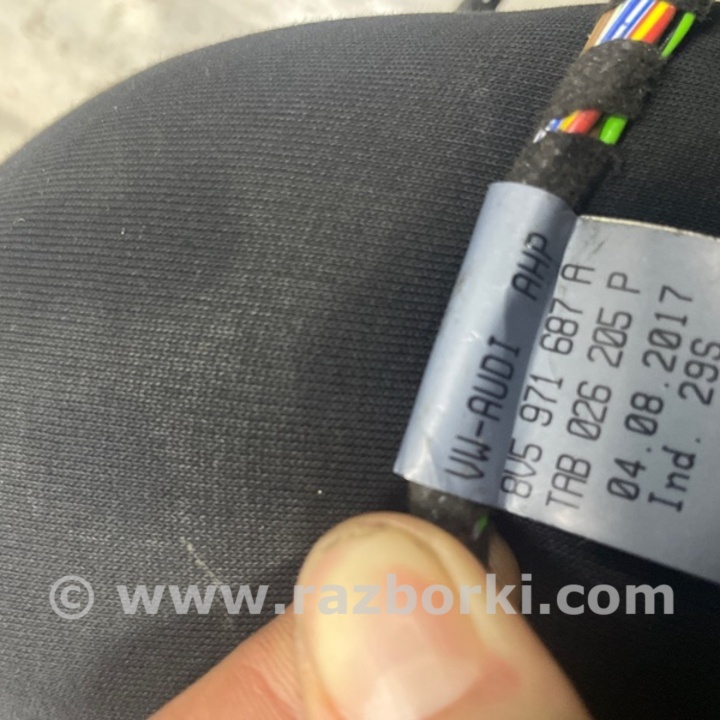 VW-AUDI AHP
8V5 971 687 A
TAB 026 205 P
04.08.2017
Ind. 29S
© www.razborki.com